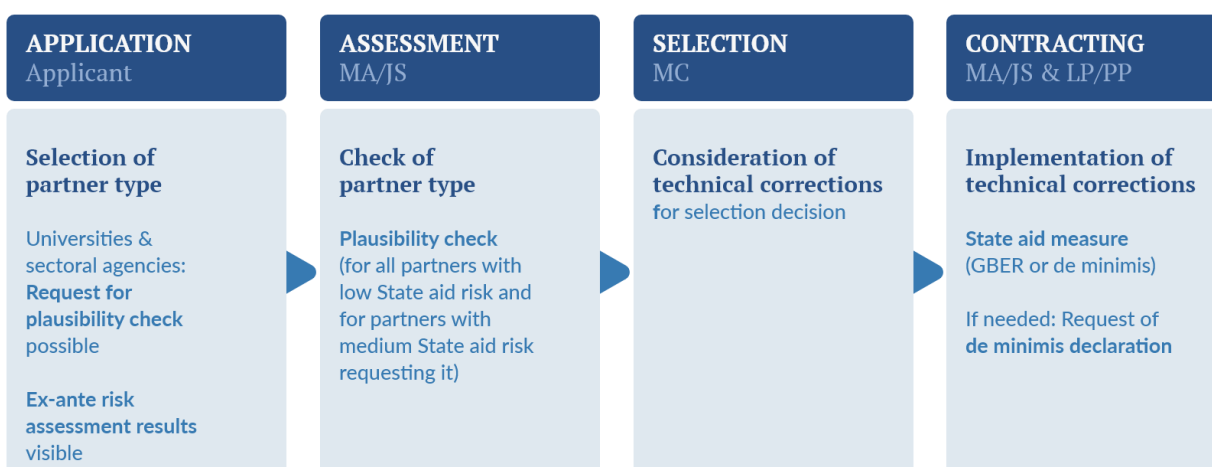 APPLICATION
Applicant
Selection of
partner type
Universities &
sectoral agencies:
Request for
plausibility check
possible
Ex-ante risk
assessment results
visible
ASSESSMENT
MA/JS
Check of
partner type
Plausibility check
(for all partners with
low State aid risk and
for partners with
medium State aid risk
requesting it)
SELECTION
MC
Consideration of
technical corrections
for selection decision
CONTRACTING
MA/JS & LP/PP
Implementation of
technical corrections
State aid measure
(GBER or de minimis)
If needed: Request of
de minimis declaration